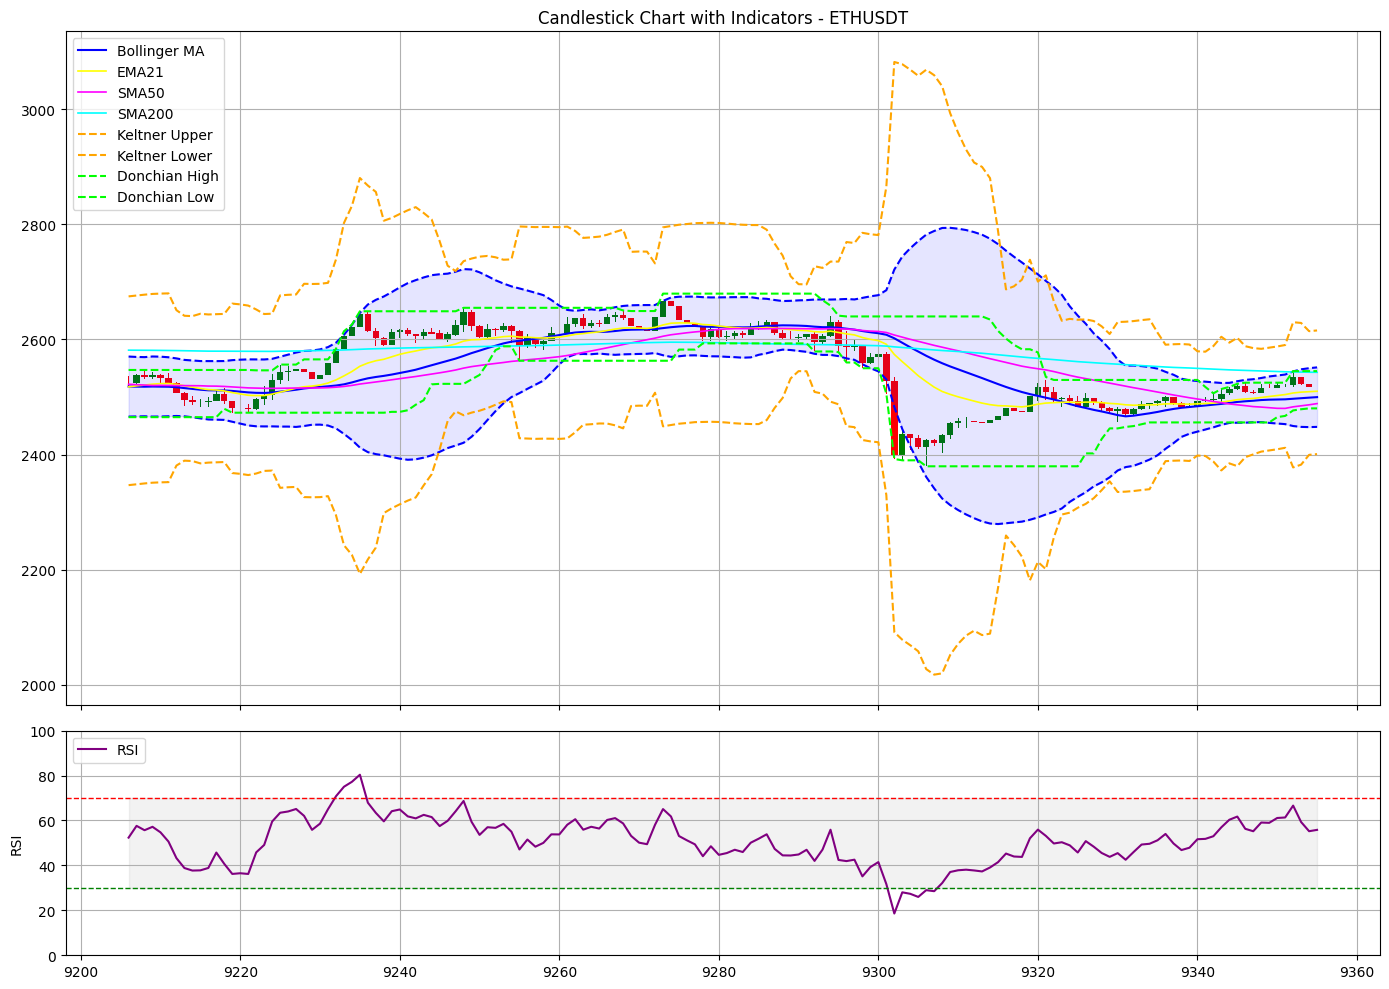 Candlestick Chart with Indicators - ETHUSDT
Bollinger MA
EMA21
SMA50
SMA200
Keltner Upper
Keltner Lower
Donchian High
Donchian Low
3000
2800
2600
2400
2200
2000
RSI
100
80
60
40
20
0
RSI
9200 9220 9240 9260 9280 9300 9320 9340 9360